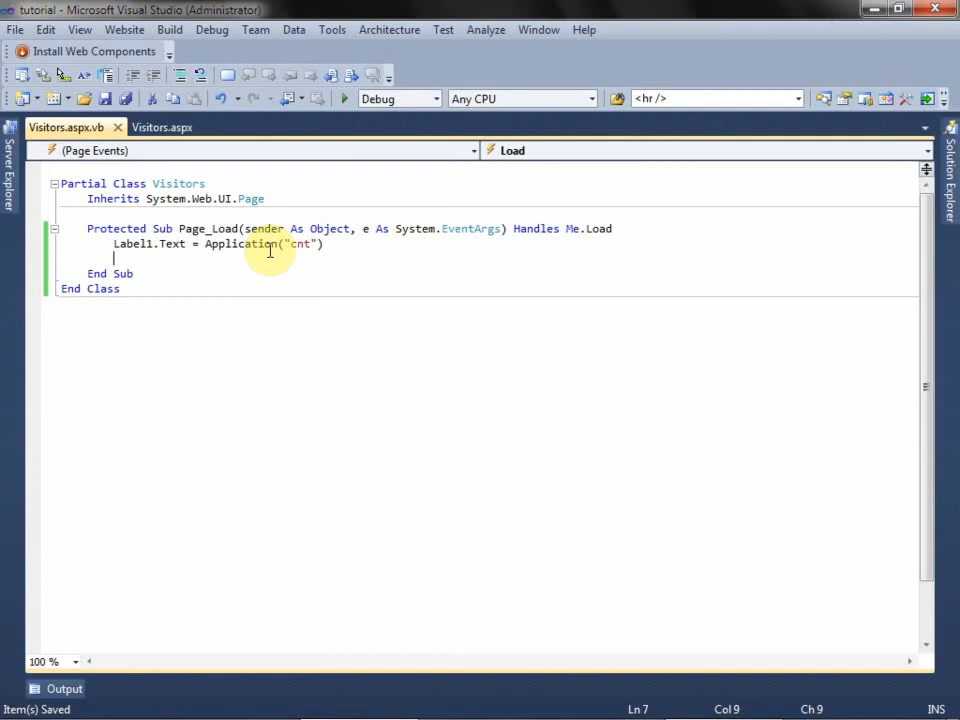 tutorial - Microsoft Visual Studio (Administrator)
File Edit View Website Build Debug Team Data Tools Architecture Test Analyze Window Help
Install Web Components
Debug Any CPU <hr/>
Visitors.aspx.vb Visitors.aspx
(Page Events) Load
Server Explorer
Solution Explorer
Partial Class Visitors
Inherits System.Web.UI.Page
Protected Sub Page_Load(sender As Object, e As System.EventArgs) Handles Me.Load
Label1.Text = Application("cnt")
End Sub
End Class
100 %
Output
Item(s) Saved Ln 7 Col 9 Ch 9 INS